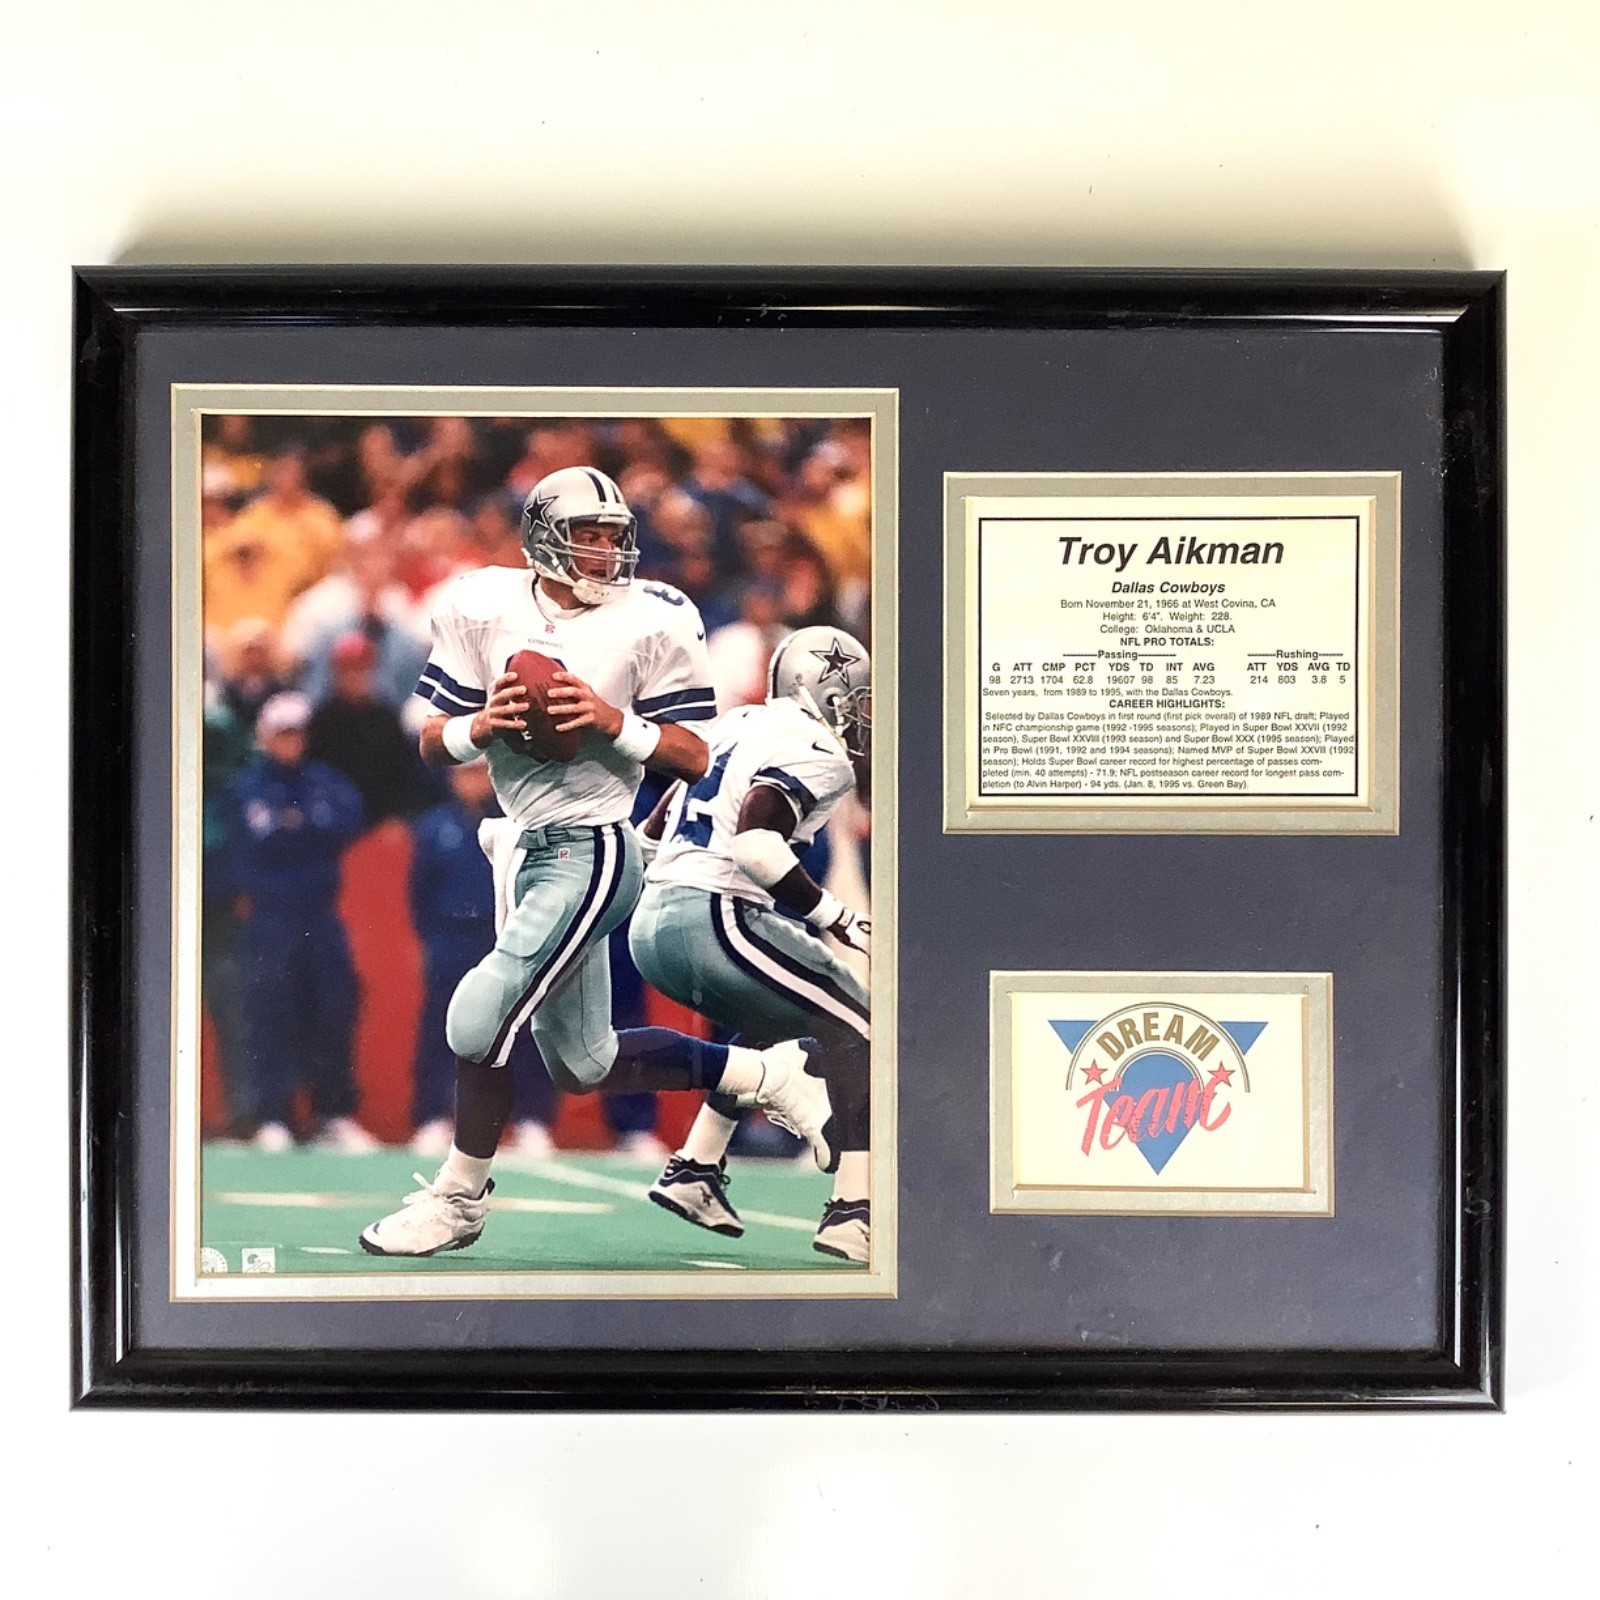 Troy Aikman
Dallas Cowboys
Born November 21, 1966 at West Covina, CA
Height: 6'4". Weight: 228.
College: Oklahoma & UCLA
NFL PRO TOTALS:
----------Passing---------- -------Rushing------
G ATT CMP PCT YDS TD INT AVG ATT YDS AVG TD
98 2713 1704 62.8 19607 98 85 7.23 214 803 3.8 5
Seven years, from 1989 to 1995, with the Dallas Cowboys.
CAREER HIGHLIGHTS:
Selected by Dallas Cowboys in first round (first pick overall) of 1989 NFL draft; Played
in NFC championship game (1992 -1995 seasons); Played in Super Bowl XXVII (1992
season), Super Bowl XXVIII (1993 season) and Super Bowl XXX (1995 season); Played
in Pro Bowl (1991, 1992 and 1994 seasons); Named MVP of Super Bowl XXVII (1992
season); Holds Super Bowl career record for highest percentage of passes com-
pleted (min. 40 attempts) - 71.9; NFL postseason career record for longest pass com-
pletion (to Alvin Harper) - 94 yds. (Jan. 8, 1995 vs. Green Bay).
DREAM
Team
COWBOYS
8
2